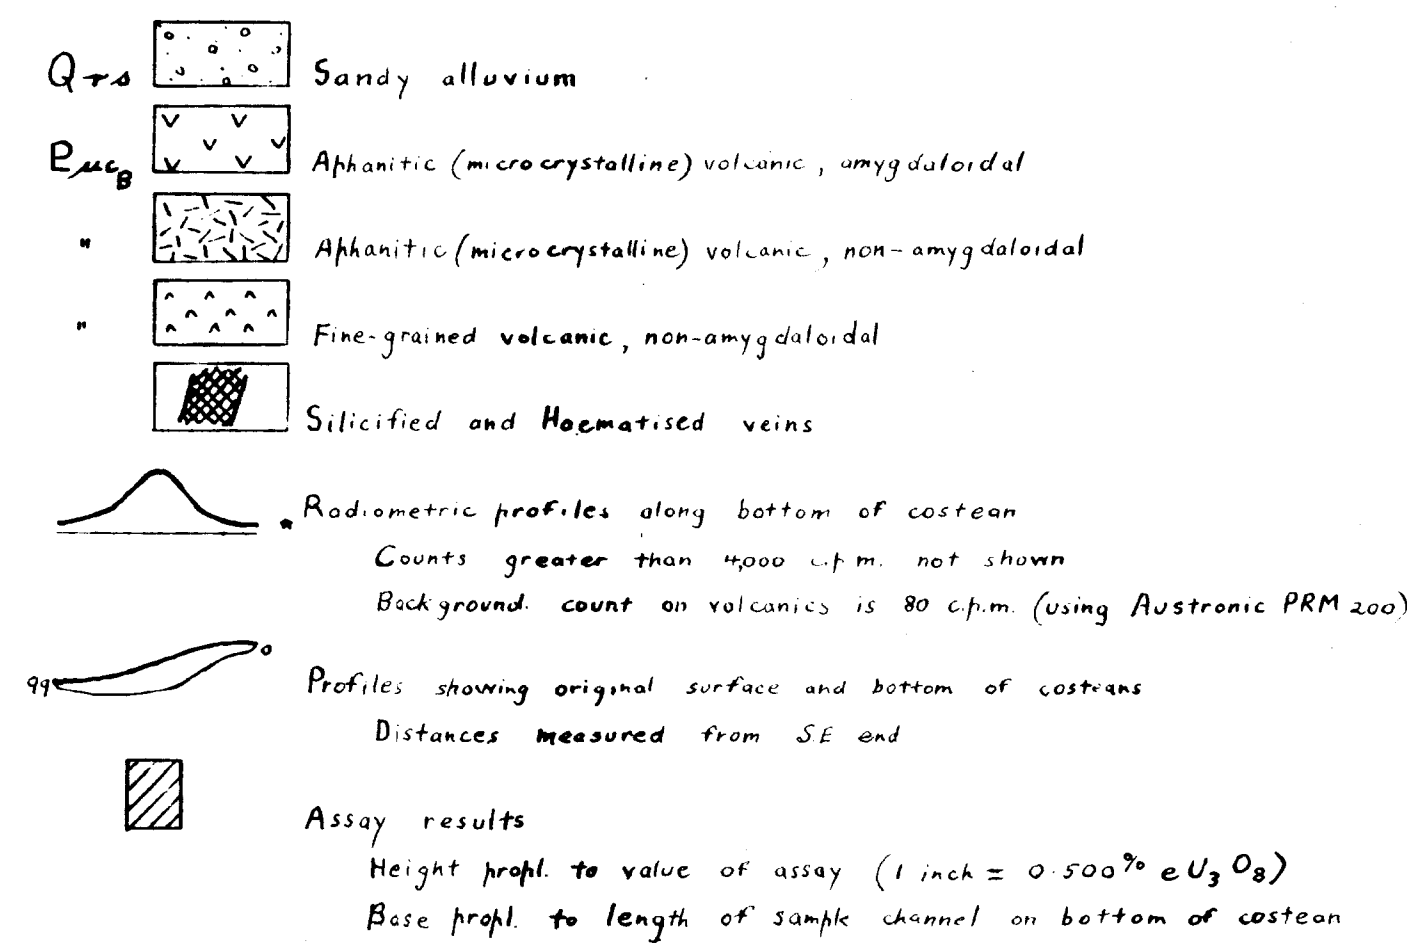 Qrs Sandy alluvium
Puc_B Aphanitic (microcrystalline) volcanic, amygduloidal
" Aphanitic (microcrystalline) volcanic, non-amygdaloidal
" Fine-grained volcanic, non-amygdaloidal
Silicified and Haematised veins
* Radiometric profiles along bottom of costean
Counts greater than 4,000 c.p.m. not shown
Background count on volcanics is 80 c.p.m. (using Austronic PRM 200)
99 0 Profiles showing original surface and bottom of costeans
Distances measured from S.E end
Assay results
Height propl. to value of assay (1 inch = 0.500% eU₃O₈)
Base propl. to length of sample channel on bottom of costean